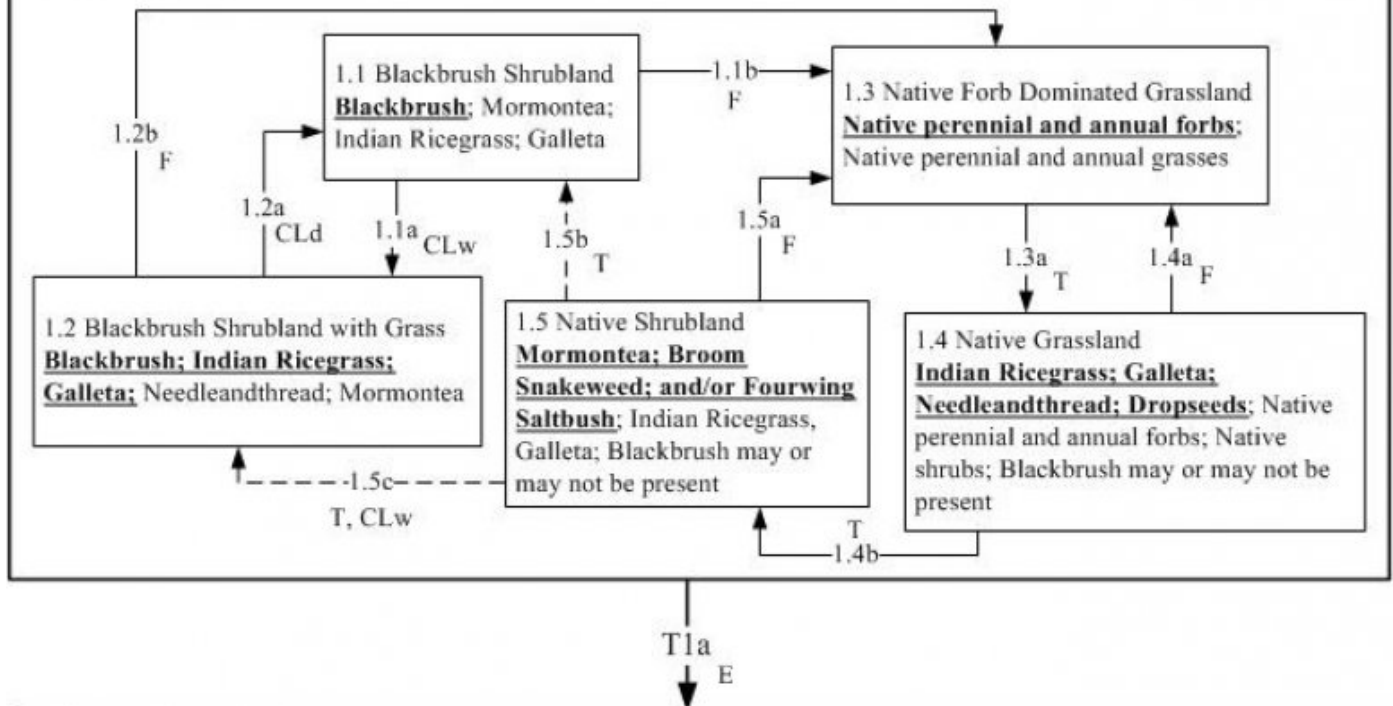 1.1 Blackbrush Shrubland
Blackbrush; Mormontea;
Indian Ricegrass; Galleta
1.1b
F
1.3 Native Forb Dominated Grassland
Native perennial and annual forbs;
Native perennial and annual grasses
1.2b
F
1.2a
CLd
1.1a
CLw
1.5b
T
1.5a
F
1.3a
T
1.4a
F
1.2 Blackbrush Shrubland with Grass
Blackbrush; Indian Ricegrass;
Galleta; Needleandthread; Mormontea
1.5 Native Shrubland
Mormontea; Broom
Snakeweed; and/or Fourwing
Saltbush; Indian Ricegrass,
Galleta; Blackbrush may or
may not be present
1.4 Native Grassland
Indian Ricegrass; Galleta;
Needleandthread; Dropseeds; Native
perennial and annual forbs; Native
shrubs; Blackbrush may or may not be
present
1.5c
T, CLw
T
1.4b
T1a
E